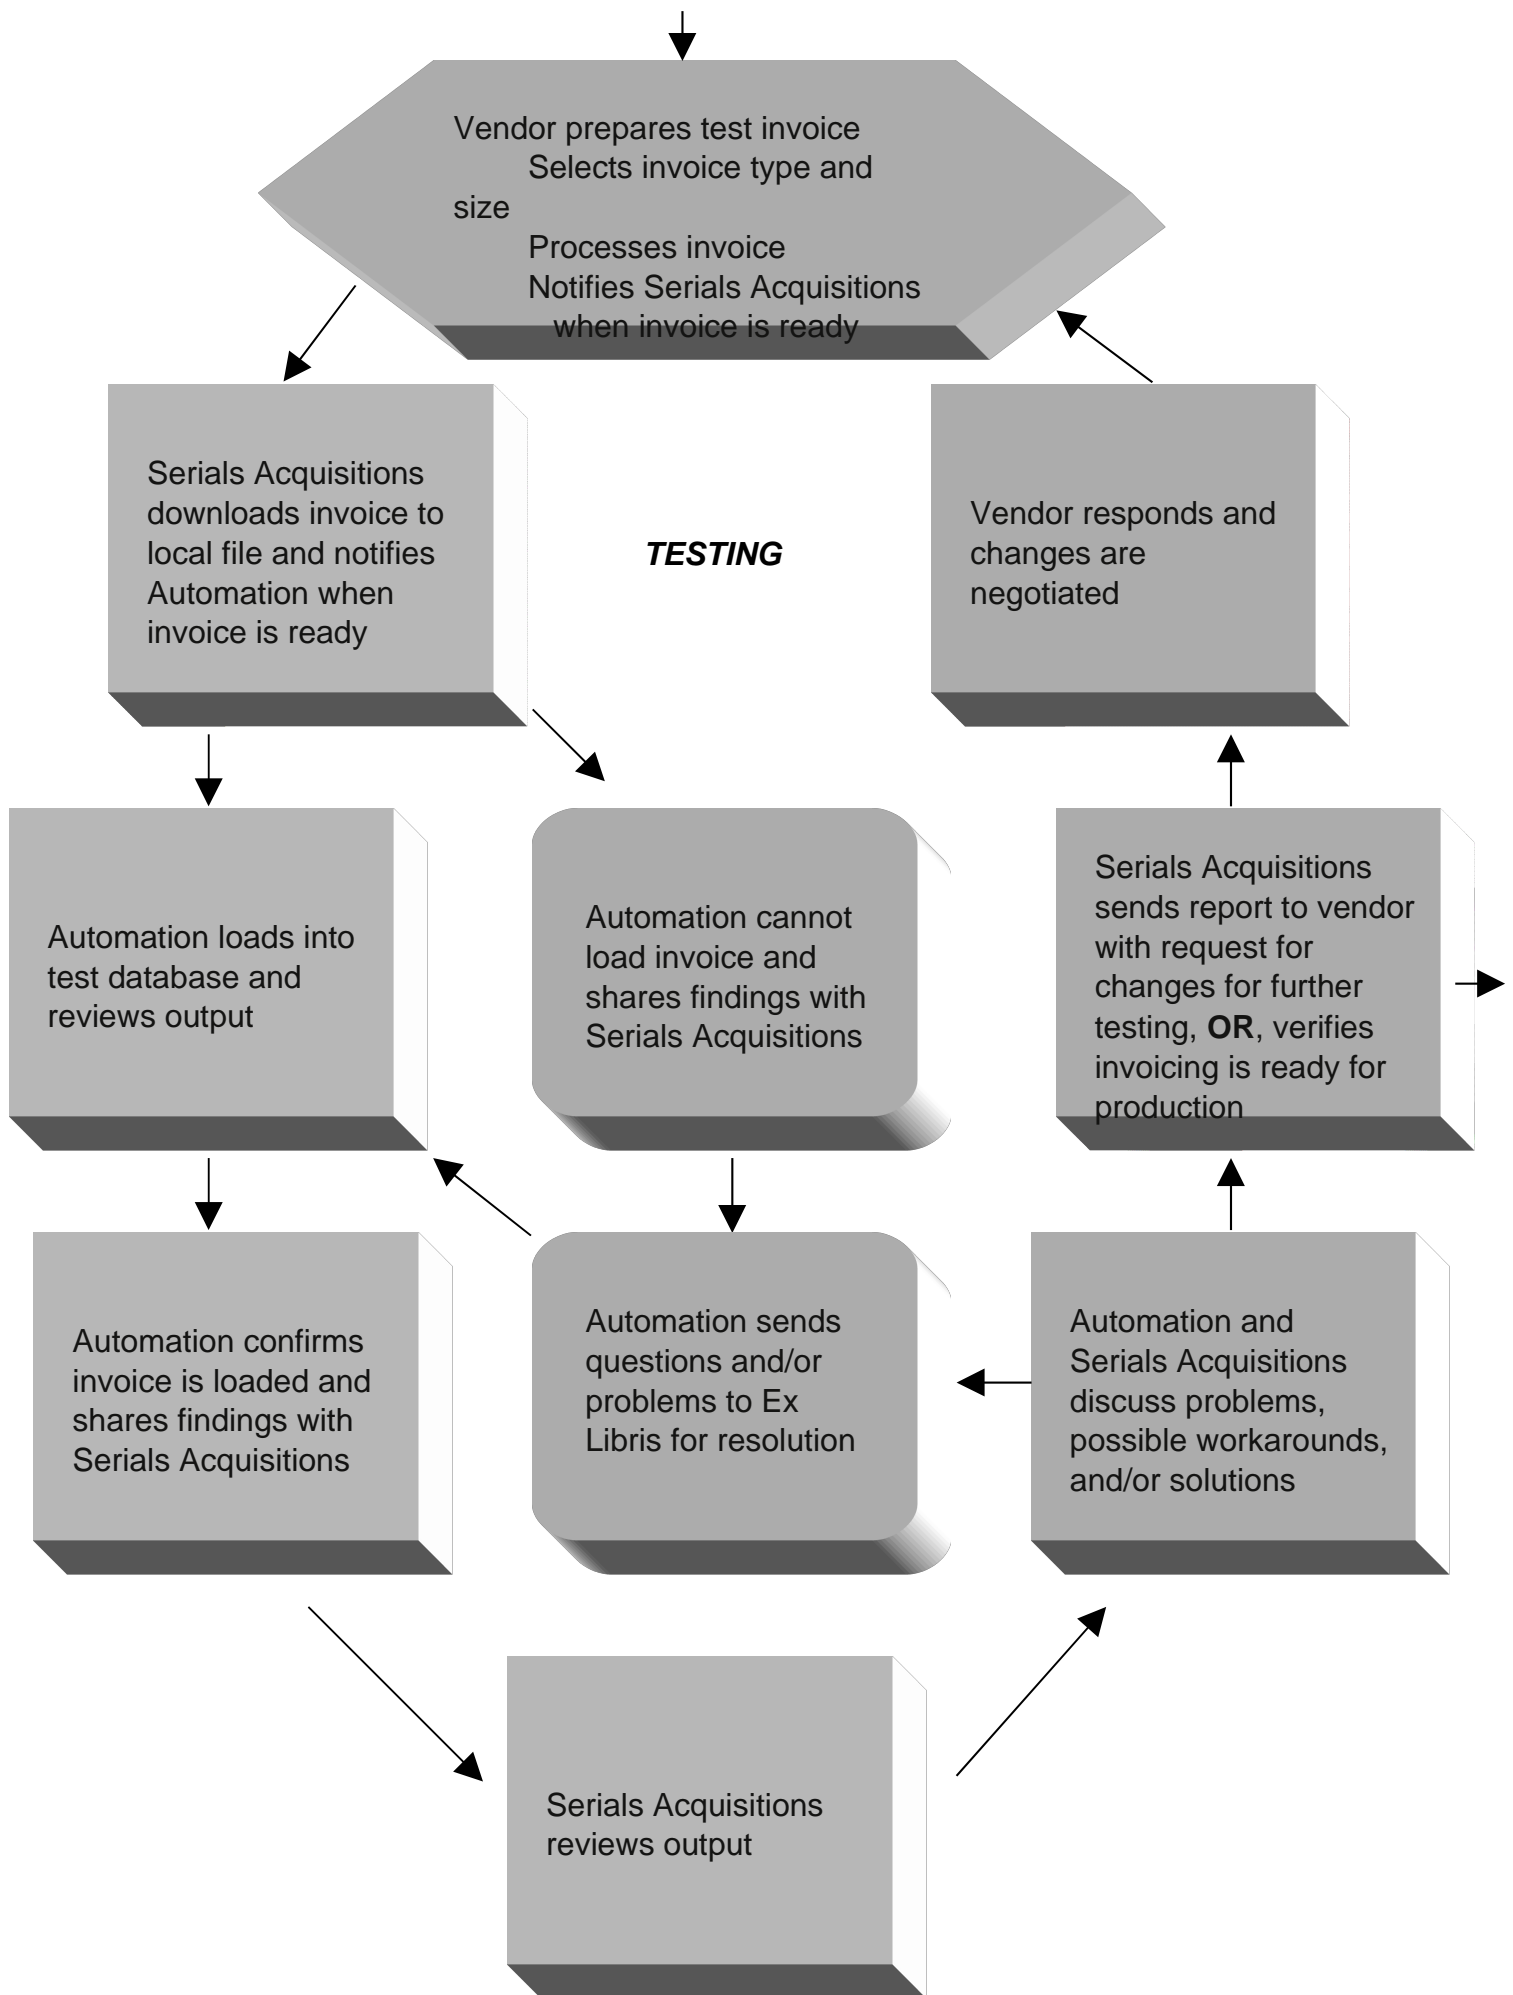 Vendor prepares test invoice
Selects invoice type and
size
Processes invoice
Notifies Serials Acquisitions
when invoice is ready
Serials Acquisitions
downloads invoice to
local file and notifies
Automation when
invoice is ready
TESTING
Vendor responds and
changes are
negotiated
Automation loads into
test database and
reviews output
Automation cannot
load invoice and
shares findings with
Serials Acquisitions
Serials Acquisitions
sends report to vendor
with request for
changes for further
testing, OR, verifies
invoicing is ready for
production
Automation confirms
invoice is loaded and
shares findings with
Serials Acquisitions
Automation sends
questions and/or
problems to Ex
Libris for resolution
Automation and
Serials Acquisitions
discuss problems,
possible workarounds,
and/or solutions
Serials Acquisitions
reviews output